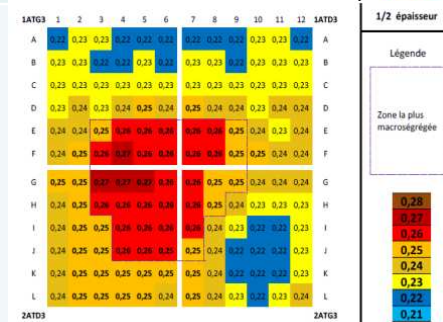 1ATG3 1 2 3 4 5 6 7 8 9 10 11 12 1ATD3
A 0,22 0,23 0,23 0,22 0,22 0,22 0,22 0,22 0,22 0,23 0,23 0,22 A
B 0,23 0,23 0,22 0,22 0,23 0,22 0,23 0,23 0,22 0,23 0,23 0,23 B
C 0,23 0,23 0,23 0,23 0,23 0,23 0,23 0,23 0,23 0,23 0,23 0,23 C
D 0,23 0,24 0,23 0,24 0,25 0,24 0,25 0,24 0,24 0,23 0,24 0,24 D
E 0,24 0,24 0,25 0,26 0,26 0,26 0,26 0,26 0,25 0,24 0,23 0,24 E
F 0,24 0,25 0,26 0,27 0,26 0,26 0,26 0,26 0,25 0,25 0,24 0,24 F
G 0,25 0,25 0,27 0,27 0,27 0,26 0,26 0,25 0,25 0,24 0,24 0,24 G
H 0,24 0,25 0,26 0,26 0,26 0,26 0,26 0,25 0,24 0,23 0,23 0,23 H
I 0,24 0,25 0,25 0,26 0,26 0,26 0,26 0,24 0,23 0,22 0,22 0,23 I
J 0,24 0,25 0,25 0,26 0,26 0,26 0,25 0,24 0,22 0,22 0,22 0,23 J
K 0,25 0,25 0,25 0,25 0,25 0,25 0,25 0,24 0,22 0,22 0,22 0,23 K
L 0,24 0,25 0,25 0,25 0,25 0,24 0,25 0,24 0,23 0,22 0,23 0,24 L
2ATD3 2ATG3
1/2 épaisseur
Légende
Zone la plus
macroségrégée
0,28
0,27
0,26
0,25
0,24
0,23
0,22
0,21